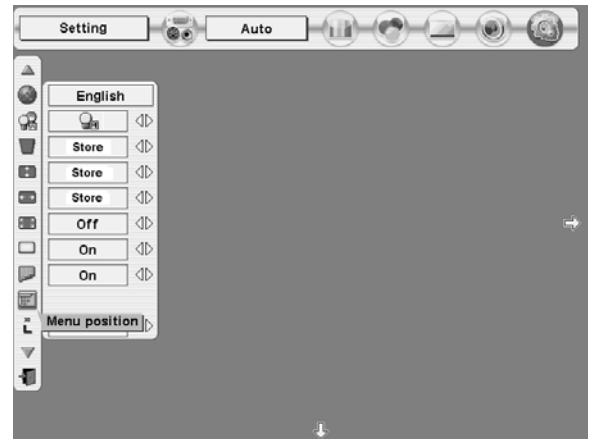 Setting
Auto
English
Store
Store
Store
Off
On
On
Menu position